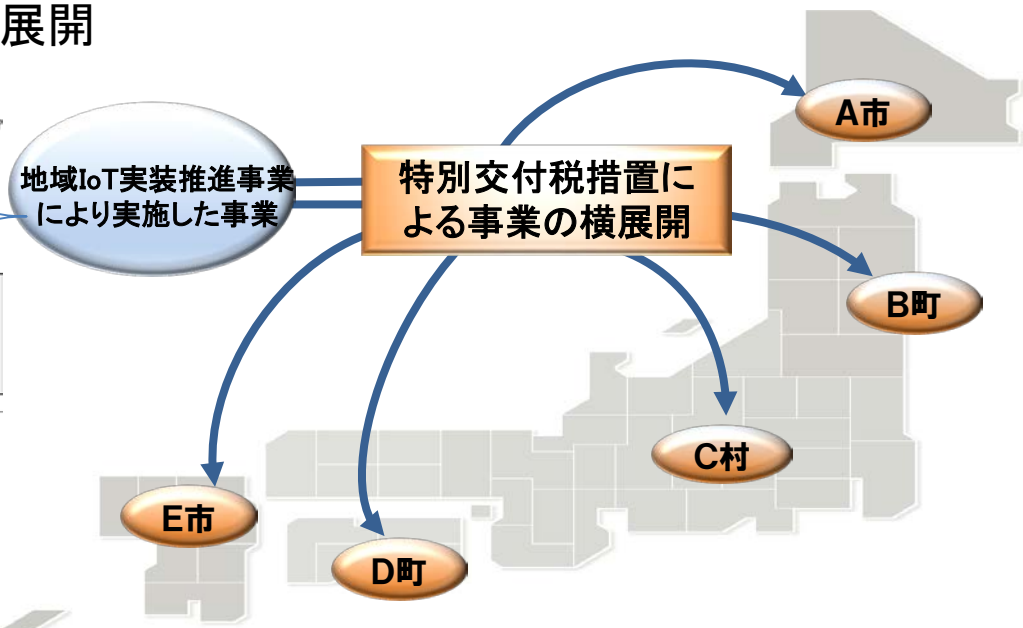 展開
地域IoT実装推進事業
により実施した事業
特別交付税措置に
よる事業の横展開
A市
B町
C村
D町
E市